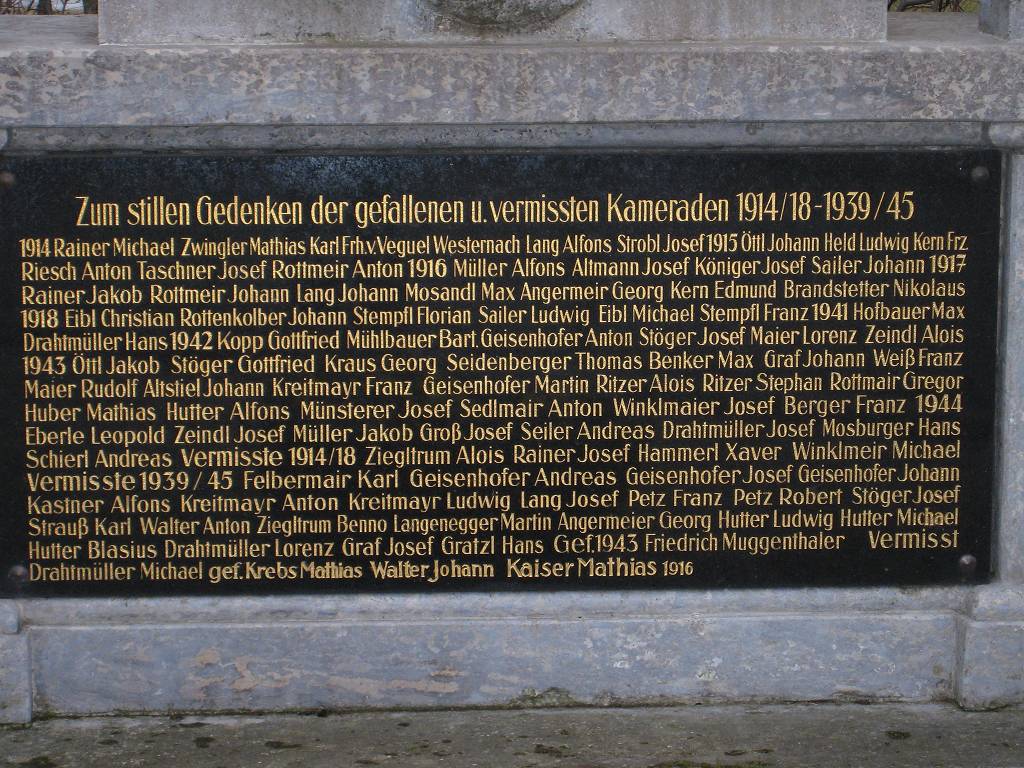 Zum stillen Gedenken der gefallenen u. vermissten Kameraden 1914/18-1939/45
1914 Rainer Michael Zwingler Mathias Karl Frh.v.Veguel Westernach Lang Alfons Strobl Josef 1915 Öttl Johann Held Ludwig Kern Frz
Riesch Anton Taschner Josef Rottmeir Anton 1916 Müller Alfons Altmann Josef Königer Josef Sailer Johann 1917
Rainer Jakob Rottmeir Johann Lang Johann Mosandl Max Angermeir Georg Kern Edmund Brandstetter Nikolaus
1918 Eibl Christian Rottenkolber Johann Stempfl Florian Sailer Ludwig Eibl Michael Stempfl Franz 1941 Hofbauer Max
Drahtmüller Hans 1942 Kopp Gottfried Mühlbauer Bart. Geisenhofer Anton Stöger Josef Maier Lorenz Zeindl Alois
1943 Öttl Jakob Stöger Gottfried Kraus Georg Seidenberger Thomas Benker Max Graf Johann Weiß Franz
Maier Rudolf Altstiel Johann Kreitmayr Franz Geisenhofer Martin Ritzer Alois Ritzer Stephan Rottmair Gregor
Huber Mathias Hutter Alfons Münsterer Josef Sedlmair Anton Winklmaier Josef Berger Franz 1944
Eberle Leopold Zeindl Josef Müller Jakob Groß Josef Seiler Andreas Drahtmüller Josef Mosburger Hans
Schierl Andreas Vermisste 1914/18 Ziegltrum Alois Rainer Josef Hammerl Xaver Winklmeir Michael
Vermisste 1939/45 Felbermair Karl Geisenhofer Andreas Geisenhofer Josef Geisenhofer Johann
Kastner Alfons Kreitmayr Anton Kreitmayr Ludwig Lang Josef Petz Franz Petz Robert Stöger Josef
Strauß Karl Walter Anton Ziegltrum Benno Langenegger Martin Angermeier Georg Hutter Ludwig Hutter Michael
Hutter Blasius Drahtmüller Lorenz Graf Josef Gratzl Hans Gef.1943 Friedrich Muggenthaler Vermisst
Drahtmüller Michael gef. Krebs Mathias Walter Johann Kaiser Mathias 1916